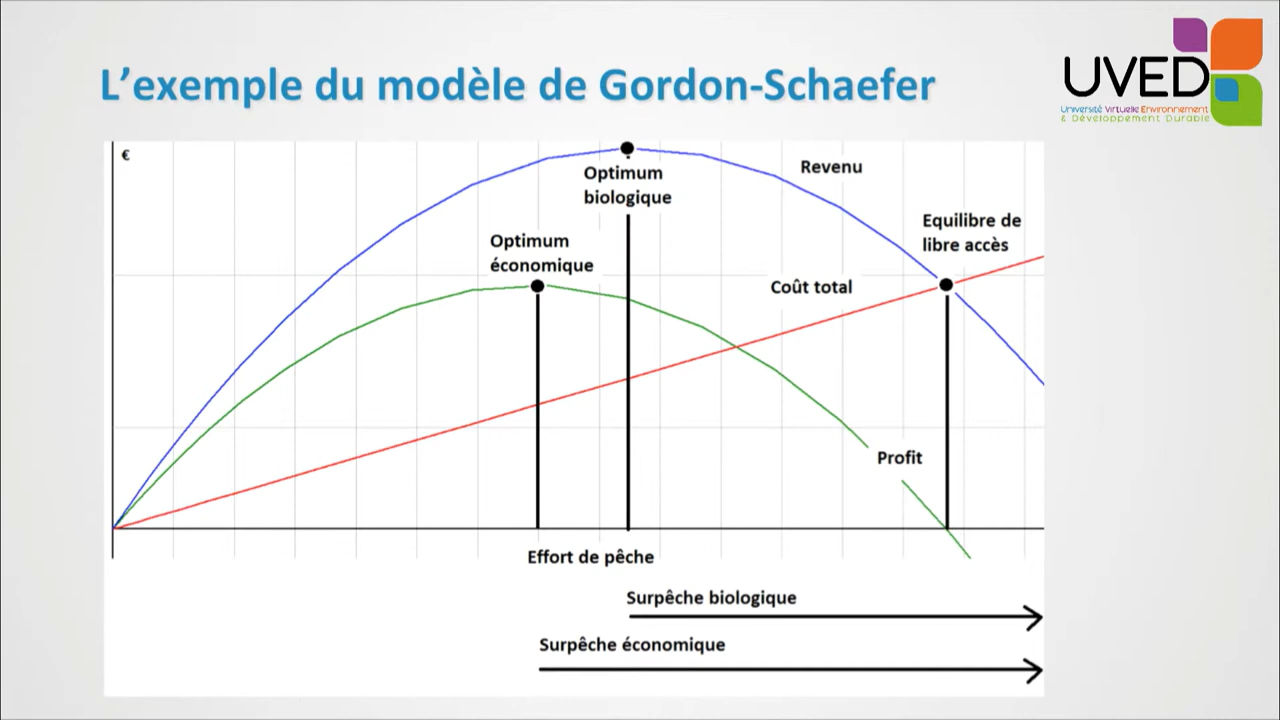 L’exemple du modèle de Gordon-Schaefer
UVED
Université Virtuelle Environnement
& Développement Durable
€
Revenu
Optimum
biologique
Equilibre de
libre accès
Optimum
économique
Coût total
Profit
Effort de pêche
Surpêche biologique
Surpêche économique